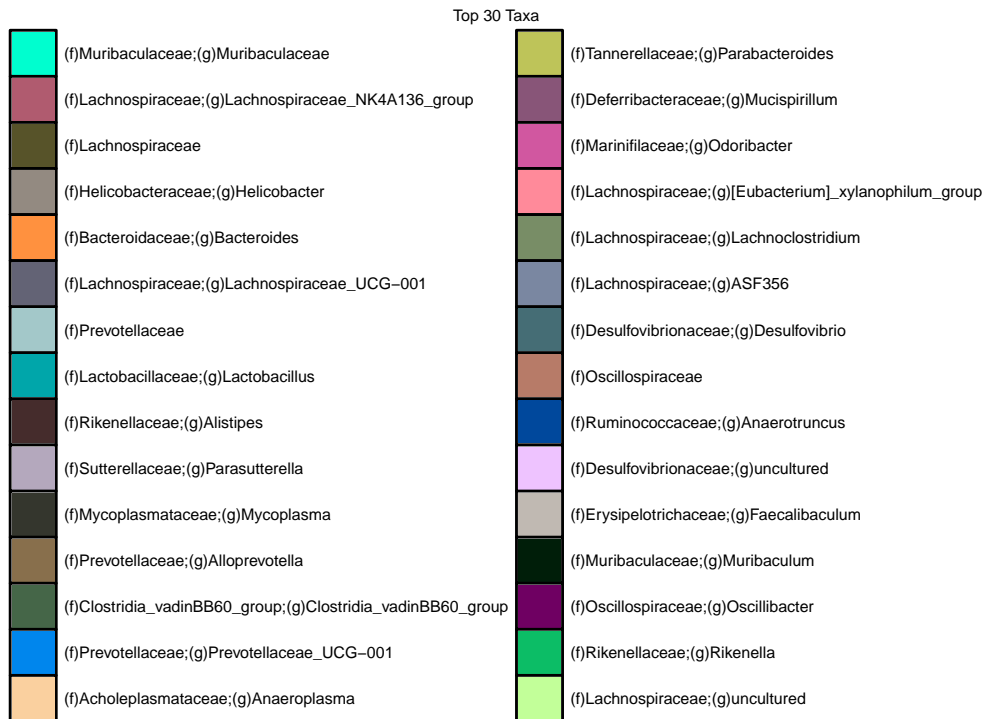 Top 30 Taxa
(f)Muribaculaceae;(g)Muribaculaceae
(f)Lachnospiraceae;(g)Lachnospiraceae_NK4A136_group
(f)Lachnospiraceae
(f)Helicobacteraceae;(g)Helicobacter
(f)Bacteroidaceae;(g)Bacteroides
(f)Lachnospiraceae;(g)Lachnospiraceae_UCG−001
(f)Prevotellaceae
(f)Lactobacillaceae;(g)Lactobacillus
(f)Rikenellaceae;(g)Alistipes
(f)Sutterellaceae;(g)Parasutterella
(f)Mycoplasmataceae;(g)Mycoplasma
(f)Prevotellaceae;(g)Alloprevotella
(f)Clostridia_vadinBB60_group;(g)Clostridia_vadinBB60_group
(f)Prevotellaceae;(g)Prevotellaceae_UCG−001
(f)Acholeplasmataceae;(g)Anaeroplasma
(f)Tannerellaceae;(g)Parabacteroides
(f)Deferribacteraceae;(g)Mucispirillum
(f)Marinifilaceae;(g)Odoribacter
(f)Lachnospiraceae;(g)[Eubacterium]_xylanophilum_group
(f)Lachnospiraceae;(g)Lachnoclostridium
(f)Lachnospiraceae;(g)ASF356
(f)Desulfovibrionaceae;(g)Desulfovibrio
(f)Oscillospiraceae
(f)Ruminococcaceae;(g)Anaerotruncus
(f)Desulfovibrionaceae;(g)uncultured
(f)Erysipelotrichaceae;(g)Faecalibaculum
(f)Muribaculaceae;(g)Muribaculum
(f)Oscillospiraceae;(g)Oscillibacter
(f)Rikenellaceae;(g)Rikenella
(f)Lachnospiraceae;(g)uncultured